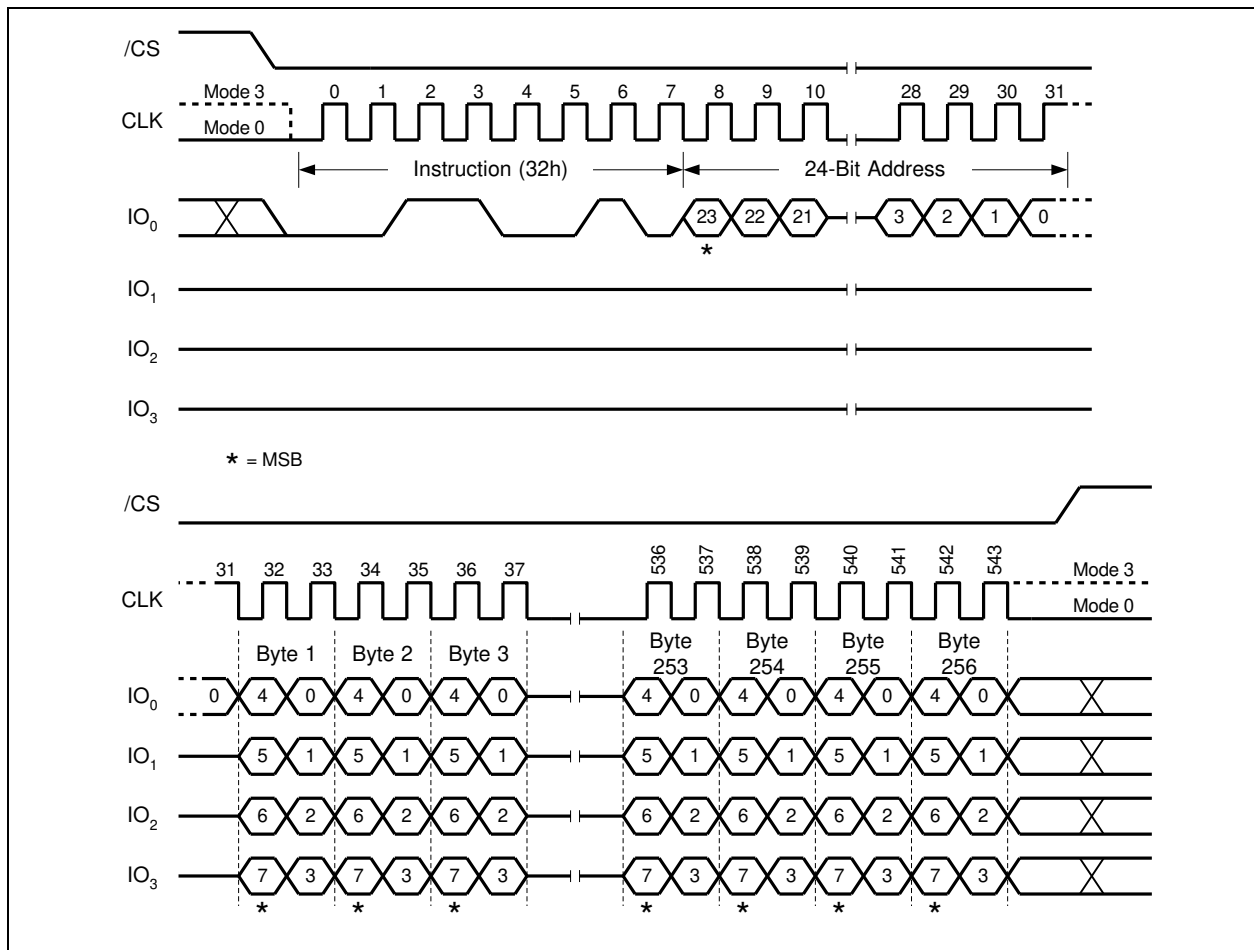 /CS
Mode 3 0 1 2 3 4 5 6 7 8 9 10 28 29 30 31
CLK
Mode 0
Instruction (32h) 24-Bit Address
IO0 23 22 21 3 2 1 0
*
IO1
IO2
IO3
* = MSB
/CS
31 32 33 34 35 36 37 536 537 538 539 540 541 542 543 Mode 3
CLK
Mode 0
Byte 1 Byte 2 Byte 3 Byte 253 Byte 254 Byte 255 Byte 256
IO0 0 4 0 4 0 4 0 4 0 4 0 4 0 4 0
IO1 5 1 5 1 5 1 5 1 5 1 5 1 5 1
IO2 6 2 6 2 6 2 6 2 6 2 6 2 6 2
IO3 7 3 7 3 7 3 7 3 7 3 7 3 7 3
* * * * * * *